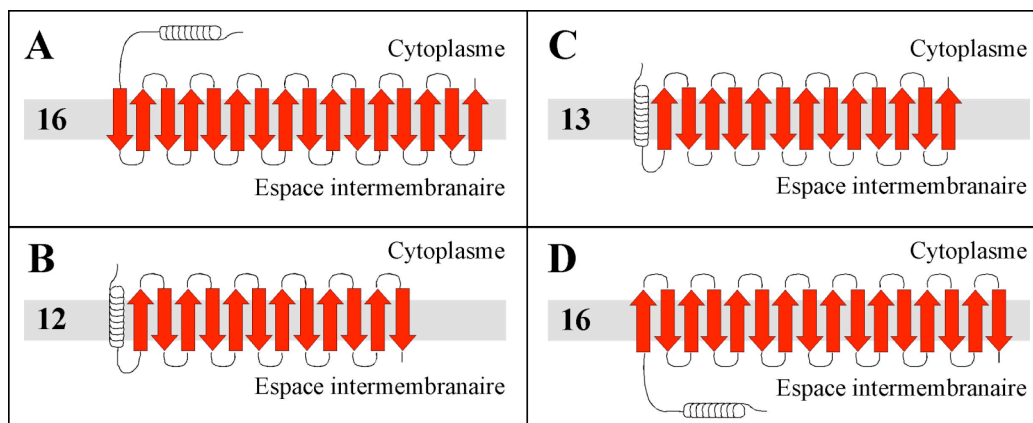 A
Cytoplasme
16
Espace intermembranaire
C
Cytoplasme
13
Espace intermembranaire
B
Cytoplasme
12
Espace intermembranaire
D
Cytoplasme
16
Espace intermembranaire